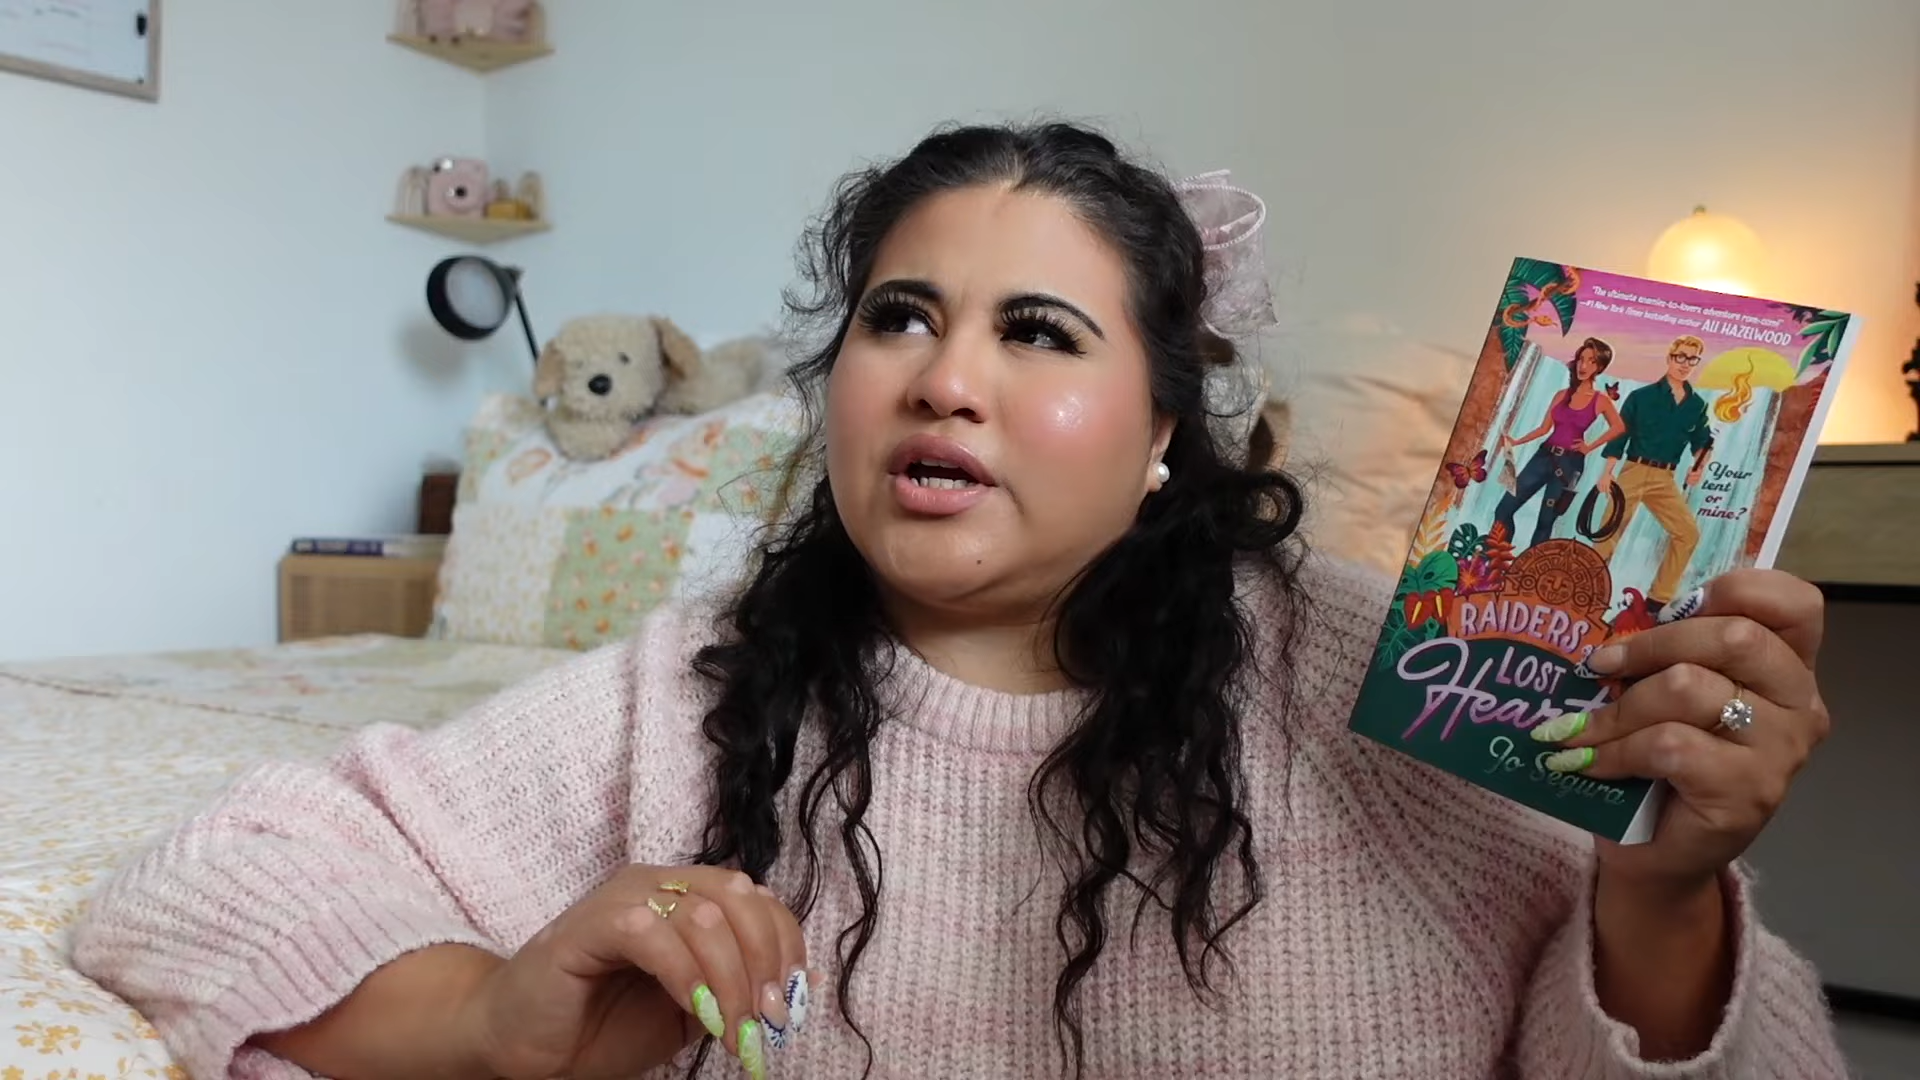 "The ultimate enemies-to-lovers adventure rom-com!"
—#1 New York Times bestselling author ALI HAZELWOOD
Your
tent
or
mine?
RAIDERS
LOST
Heart
Jo Segura